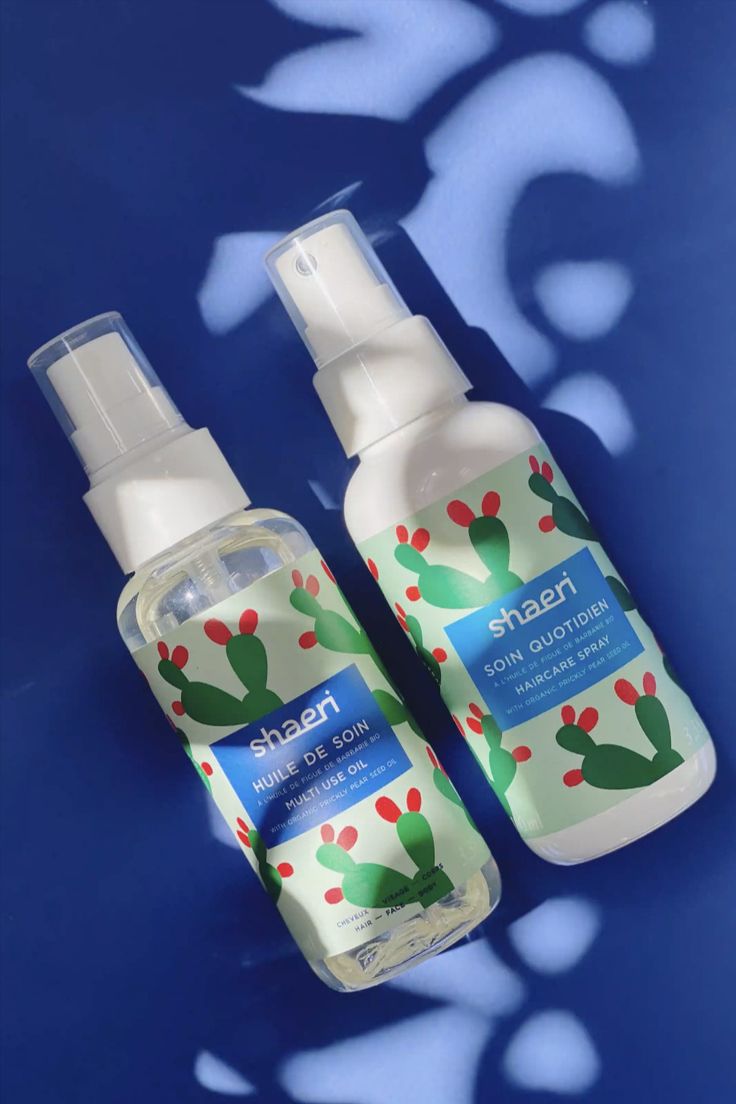 shaeri
HUILE DE SOIN
À L'HUILE DE FIGUE DE BARBARIE BIO
MULTI USE OIL
WITH ORGANIC PRICKLY PEAR SEED OIL
CHEVEUX — VISAGE — CORPS
HAIR — FACE — BODY
shaeri
SOIN QUOTIDIEN
À L'HUILE DE FIGUE DE BARBARIE BIO
HAIRCARE SPRAY
WITH ORGANIC PRICKLY PEAR SEED OIL